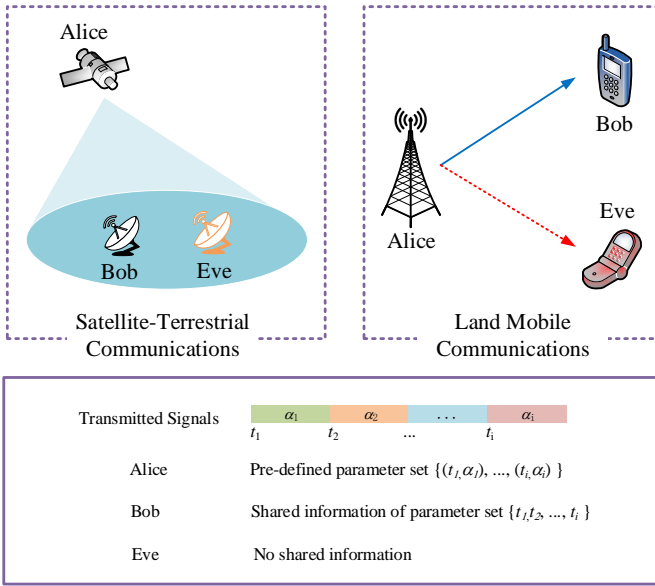 Alice
Bob
Eve
Satellite-Terrestrial
Communications
Alice
Bob
Eve
Land Mobile
Communications
Transmitted Signals α1 α2 ... αi
t1 t2 ... ti
Alice Pre-defined parameter set {(t1,α1), ..., (ti,αi) }
Bob Shared information of parameter set {t1,t2, ..., ti }
Eve No shared information